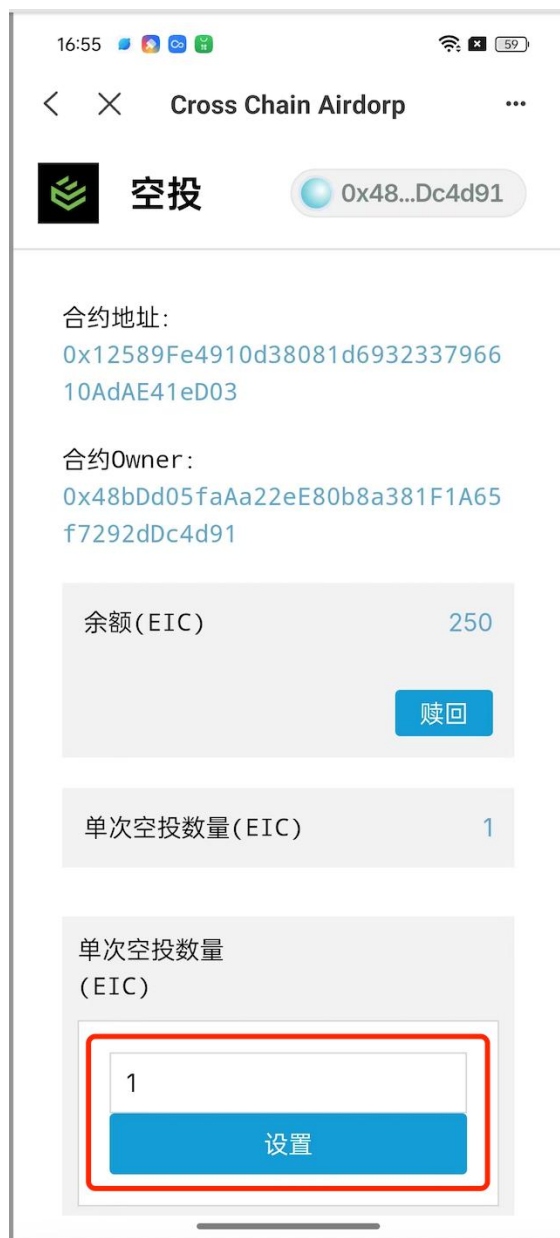 16:55
59
Cross Chain Airdorp
空投
0x48...Dc4d91
合约地址:
0x12589Fe4910d38081d6932337966
10AdAE41eD03
合约Owner:
0x48bDd05faAa22eE80b8a381F1A65
f7292dDc4d91
余额(EIC)
250
赎回
单次空投数量(EIC)
1
单次空投数量
(EIC)
1
设置